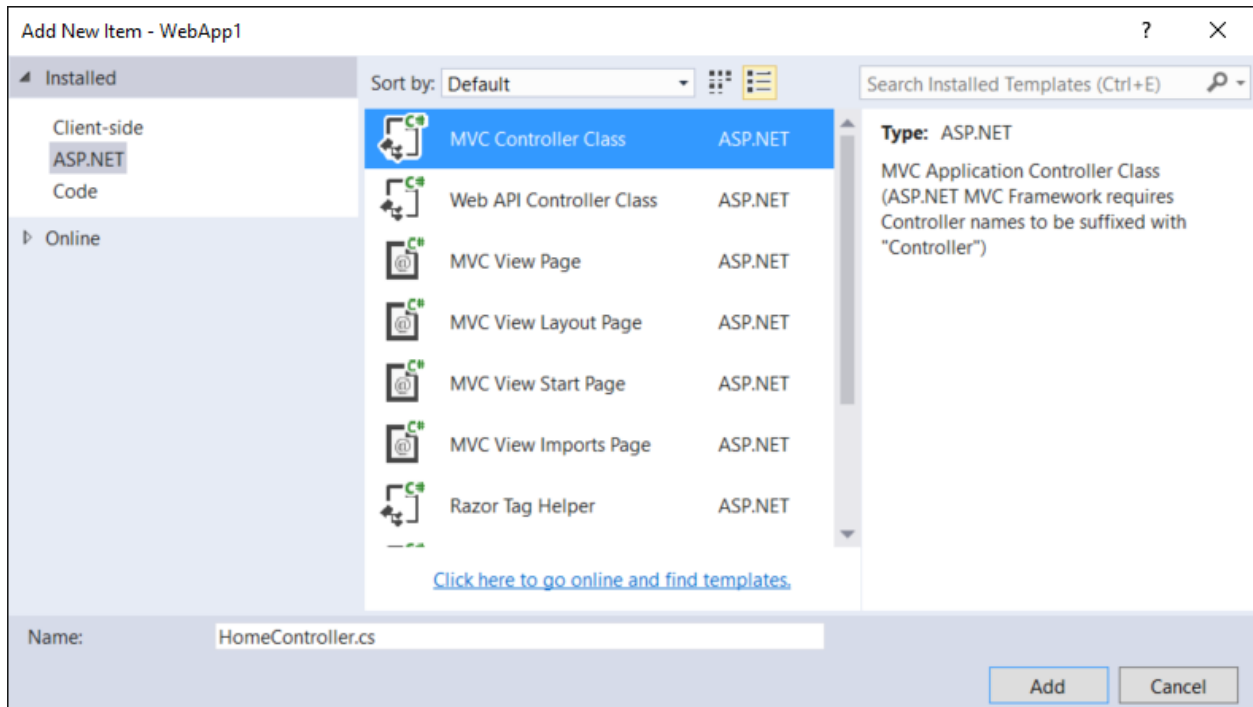 Add New Item - WebApp1
?
Installed
Client-side
ASP.NET
Code
Online
Sort by: Default
C# MVC Controller Class ASP.NET
C# Web API Controller Class ASP.NET
C# @ MVC View Page ASP.NET
C# @ MVC View Layout Page ASP.NET
C# @ MVC View Start Page ASP.NET
C# @ MVC View Imports Page ASP.NET
C# Razor Tag Helper ASP.NET
Click here to go online and find templates.
Search Installed Templates (Ctrl+E)
Type: ASP.NET
MVC Application Controller Class
(ASP.NET MVC Framework requires
Controller names to be suffixed with
"Controller")
Name: HomeController.cs
Add
Cancel